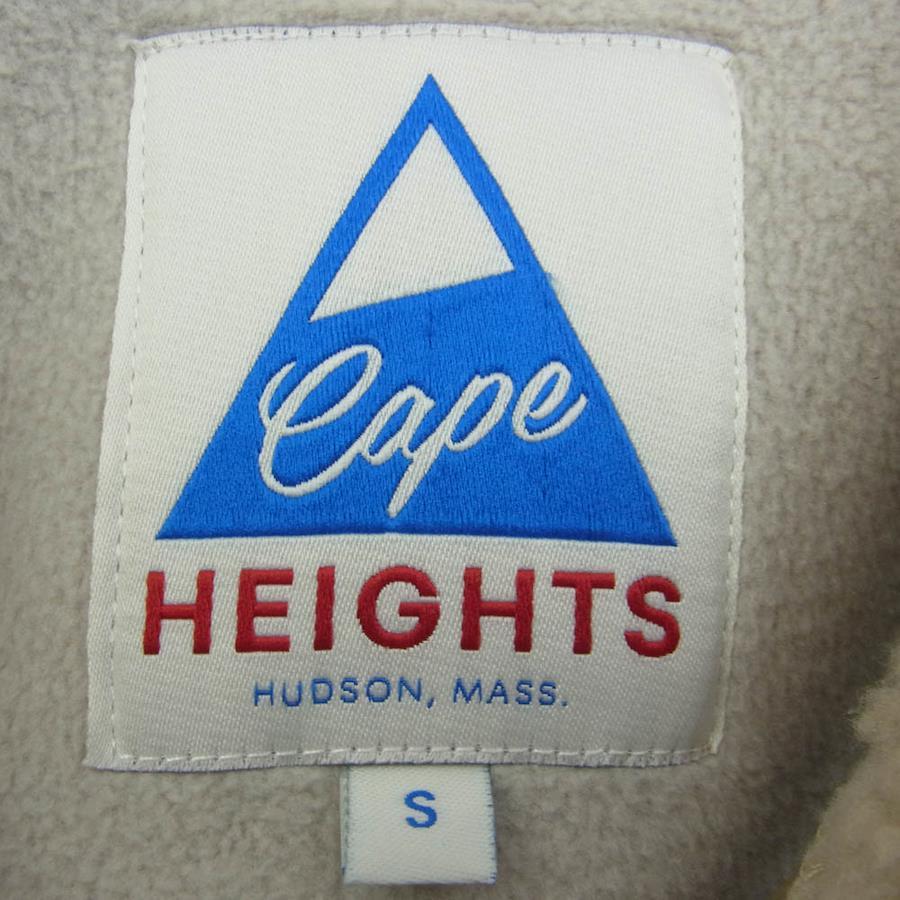 Cape
HEIGHTS
HUDSON, MASS.
S